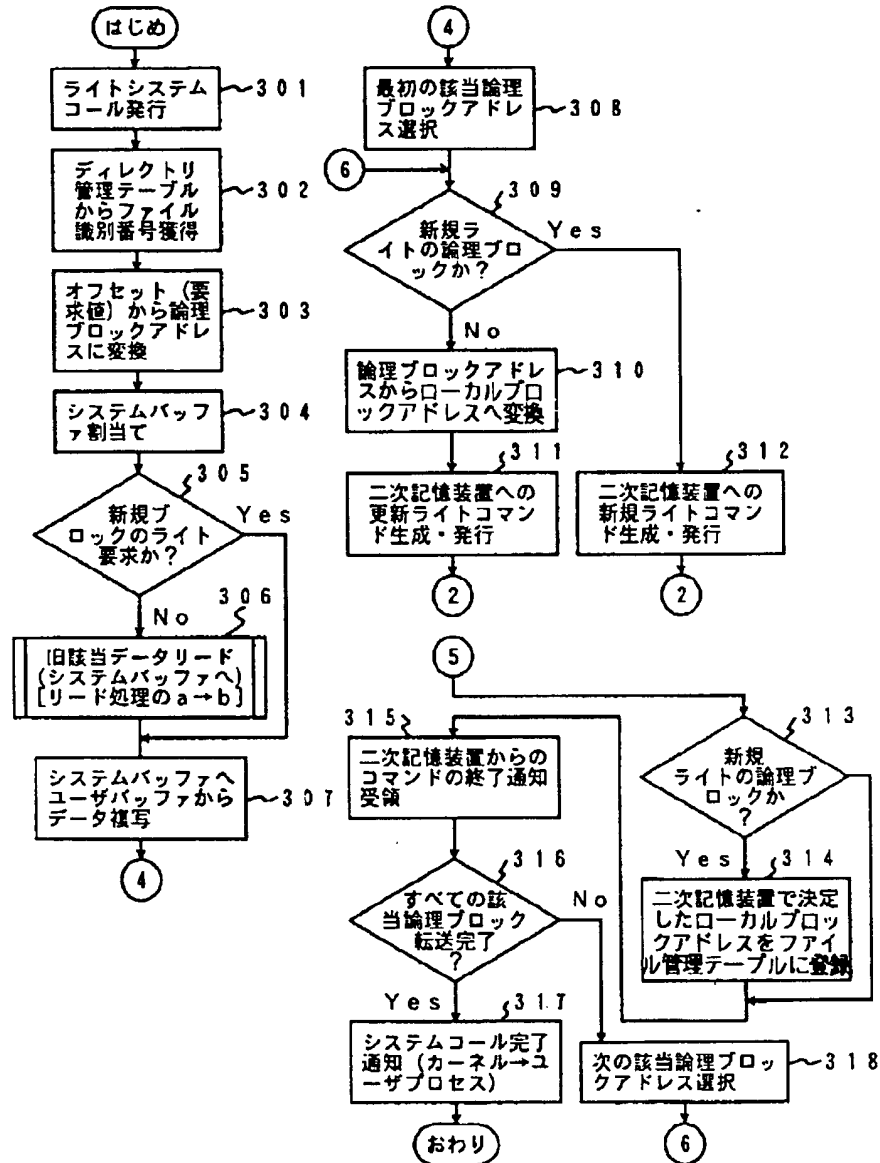 はじめ
ライトシステム
コール発行
301
ディレクトリ
管理テーブル
からファイル
識別番号獲得
302
オフセット（要
求値）から論理
ブロックアドレ
スに変換
303
システムバッフ
ァ割当て
304
305
新規ブ
ロックのライト
要求か？
Yes
No
306
旧該当データリード
(システムバッファへ)
[リード処理のa→b]
システムバッファへ
ユーザバッファから
データ複写
307
4
4
最初の該当論理
ブロックアドレ
ス選択
308
6
309
新規ラ
イトの論理ブロ
ックか？
Yes
No
論理ブロックアドレ
スからローカルブロ
ックアドレスへ変換
310
311
二次記憶装置への
更新ライトコマン
ド生成・発行
2
312
二次記憶装置への
新規ライトコマン
ド生成・発行
2
5
313
新規
ライトの論理ブ
ロックか
？
Yes
314
二次記憶装置で決定
したローカルブロッ
クアドレスをファイ
ル管理テーブルに登録
315
二次記憶装置からの
コマンドの終了通知
受領
316
すべての該
当論理ブロック
転送完了
？
No
Yes
317
システムコール完了
通知（カーネル→ユ
ーザプロセス）
おわり
次の該当論理ブロッ
クアドレス選択
318
6